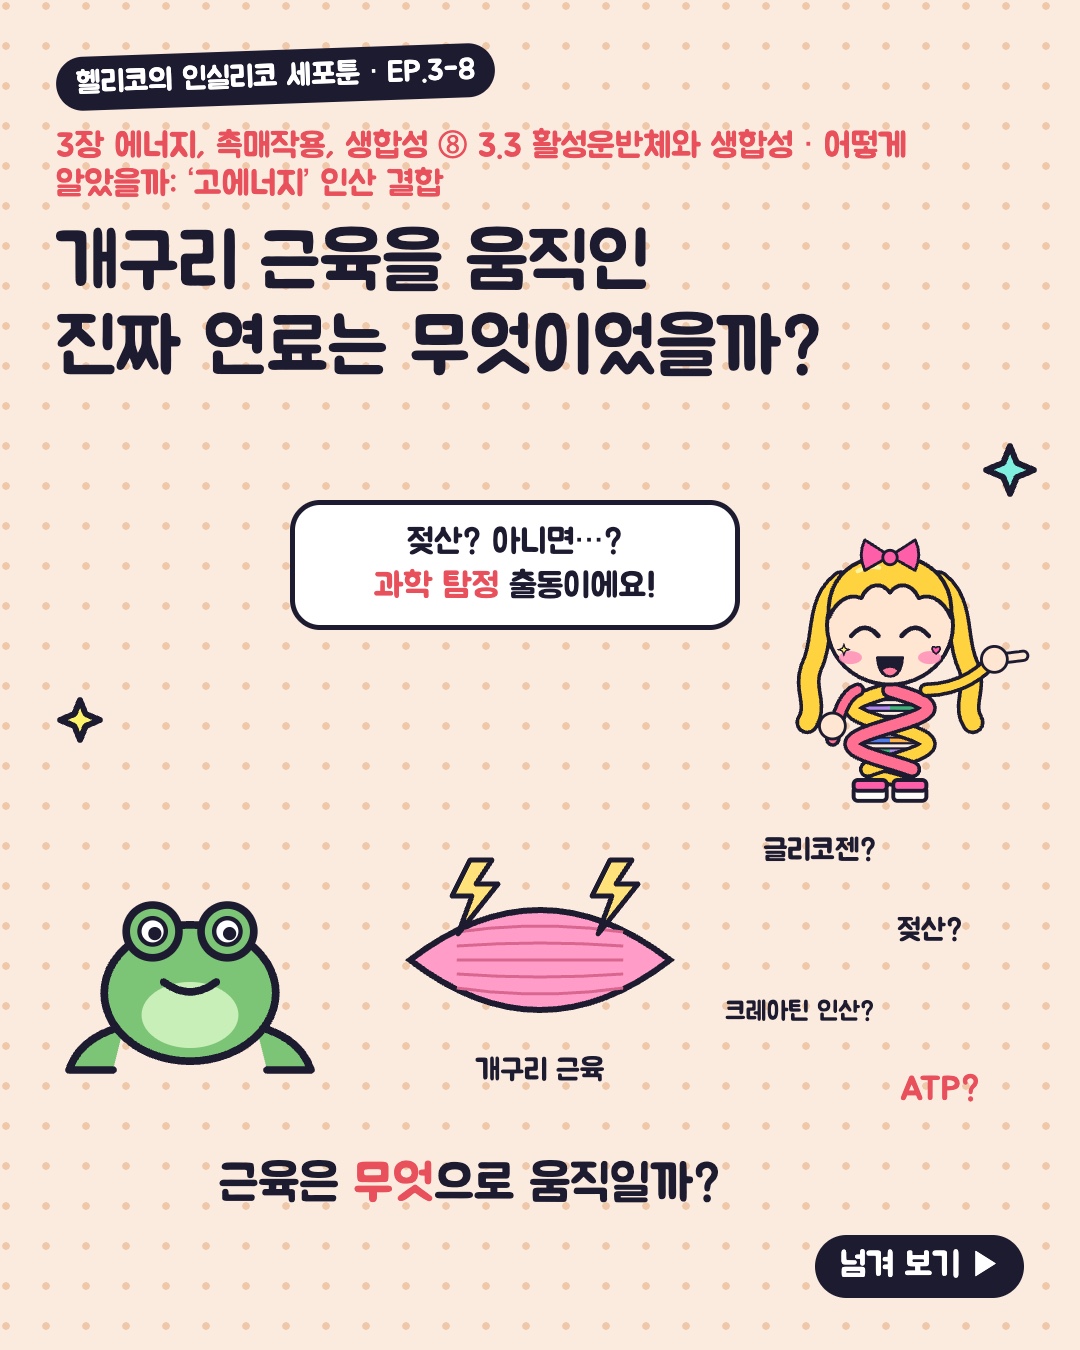 헬리코의 인실리코 세포툰 · EP.3-8
3장 에너지, 촉매작용, 생합성 ⑧ 3.3 활성운반체와 생합성 · 어떻게
알았을까: ‘고에너지’ 인산 결합
개구리 근육을 움직인
진짜 연료는 무엇이었을까?
젖산? 아니면…?
과학 탐정 출동이에요!
글리코젠?
젖산?
크레아틴 인산?
개구리 근육
ATP?
근육은 무엇으로 움직일까?
넘겨 보기 ▶